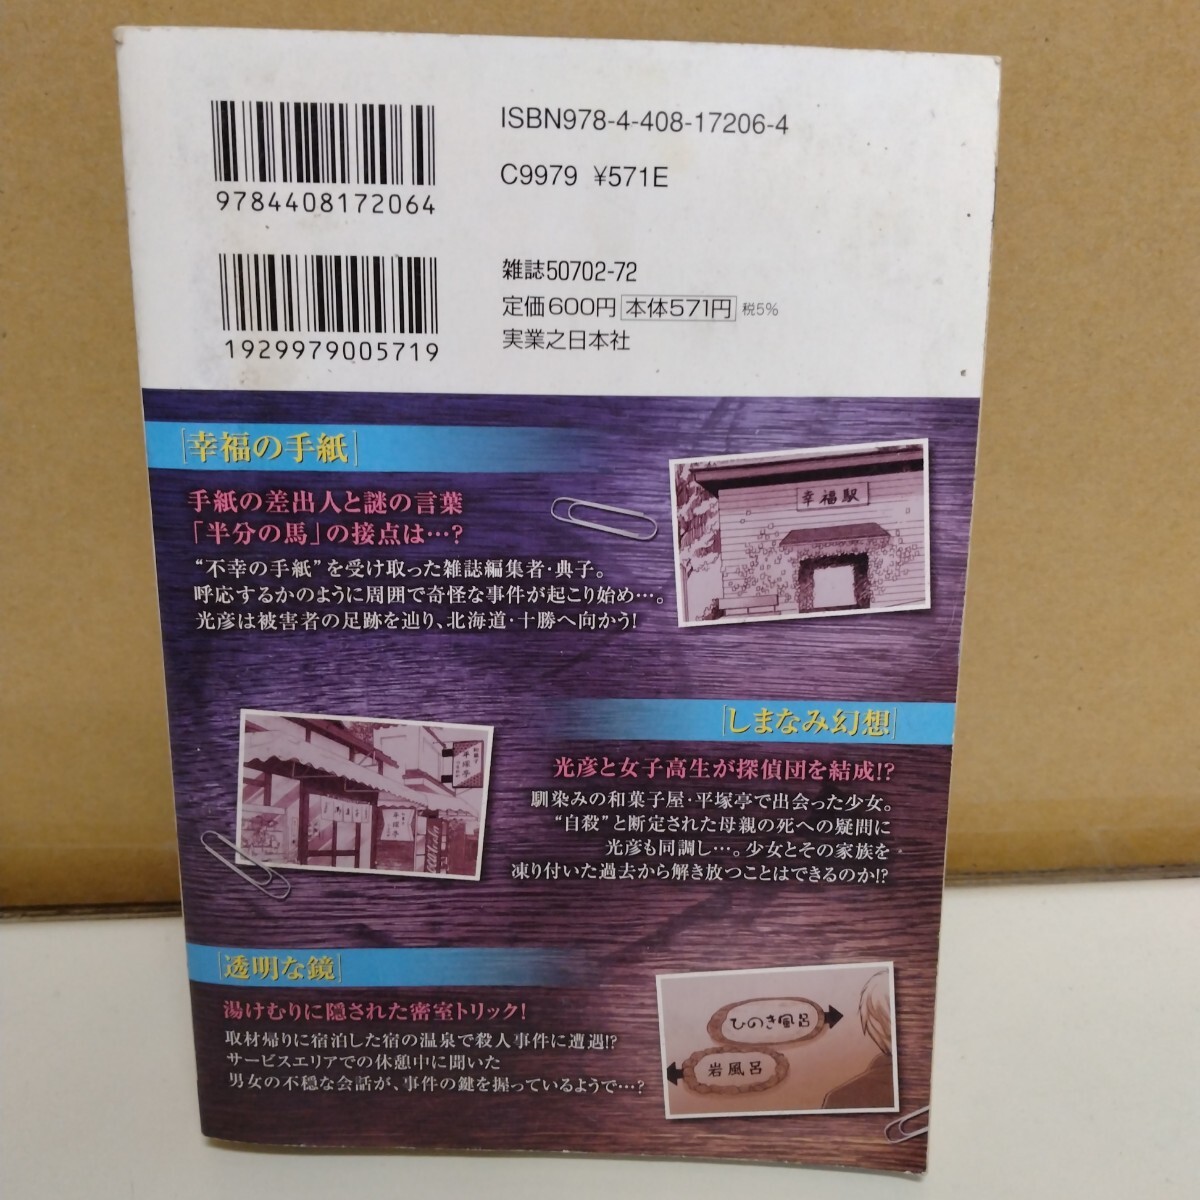 ISBN978-4-408-17206-4
C9979 ¥571E
9784408172064
雑誌50702-72
定価600円 本体571円 税5%
実業之日本社
1929979005719
[幸福の手紙]
手紙の差出人と謎の言葉
「半分の馬」の接点は…?
“不幸の手紙”を受け取った雑誌編集者・典子。
呼応するかのように周囲で奇怪な事件が起こり始め…。
光彦は被害者の足跡を辿り、北海道・十勝へ向かう!
幸福駅
[しまなみ幻想]
光彦と女子高生が探偵団を結成!?
馴染みの和菓子屋・平塚亭で出会った少女。
“自殺”と断定された母親の死への疑問に
光彦も同調し…。少女とその家族を
凍り付いた過去から解き放つことはできるのか!?
平塚亭
平塚亭
[透明な鏡]
湯けむりに隠された密室トリック!
取材帰りに宿泊した宿の温泉で殺人事件に遭遇!?
サービスエリアでの休憩中に聞いた
男女の不穏な会話が、事件の鍵を握っているようで…?
ひのき風呂
岩風呂